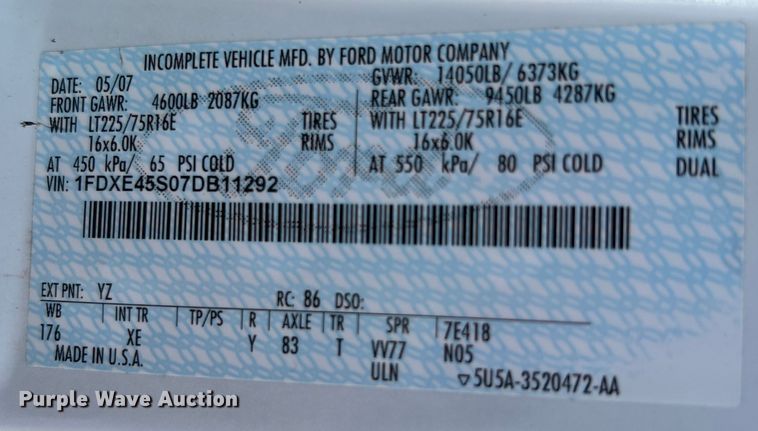 INCOMPLETE VEHICLE MFD. BY FORD MOTOR COMPANY
DATE: 05/07 GVWR: 14050LB/ 6373KG
FRONT GAWR: 4600LB 2087KG REAR GAWR: 9450LB 4287KG
WITH LT225/75R16E TIRES WITH LT225/75R16E TIRES
16x6.0K RIMS 16x6.0K RIMS
AT 450 kPa/ 65 PSI COLD AT 550 kPa/ 80 PSI COLD DUAL
VIN: 1FDXE45S07DB11292
EXT PNT: YZ RC: 86 DSO:
WB INT TR TP/PS R AXLE TR SPR 7E418
176 XE Y 83 T VV77 N05
MADE IN U.S.A. ULN ▽5U5A-3520472-AA
Purple Wave Auction